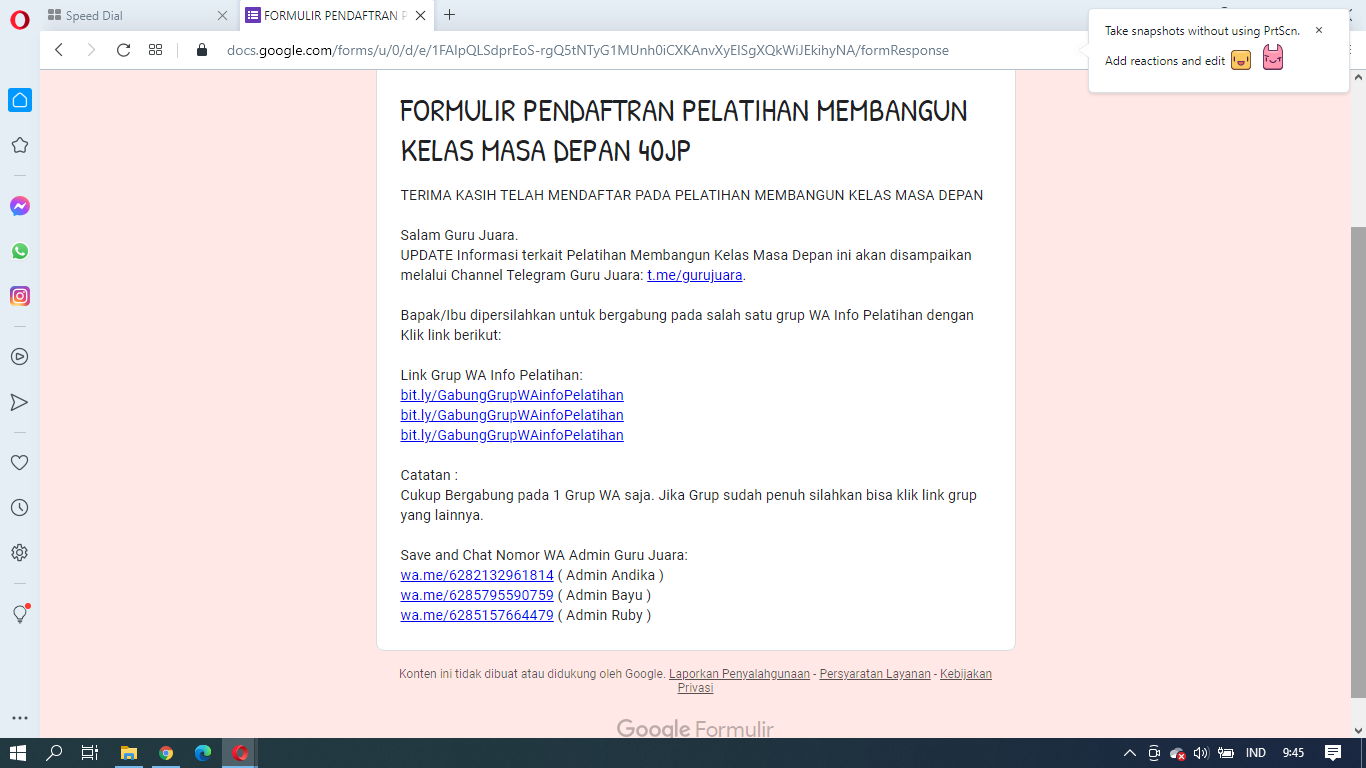 Speed Dial
FORMULIR PENDAFTRAN P
docs.google.com/forms/u/0/d/e/1FAIpQLSdprEoS-rgQ5tNTyG1MUnh0iCXKAnvXyEISgXQkWiJEkihyNA/formResponse
Take snapshots without using PrtScn.
Add reactions and edit
FORMULIR PENDAFTRAN PELATIHAN MEMBANGUN
KELAS MASA DEPAN 40JP
TERIMA KASIH TELAH MENDAFTAR PADA PELATIHAN MEMBANGUN KELAS MASA DEPAN
Salam Guru Juara.
UPDATE Informasi terkait Pelatihan Membangun Kelas Masa Depan ini akan disampaikan
melalui Channel Telegram Guru Juara: t.me/gurujuara.
Bapak/Ibu dipersilahkan untuk bergabung pada salah satu grup WA Info Pelatihan dengan
Klik link berikut:
Link Grup WA Info Pelatihan:
bit.ly/GabungGrupWAinfoPelatihan
bit.ly/GabungGrupWAinfoPelatihan
bit.ly/GabungGrupWAinfoPelatihan
Catatan :
Cukup Bergabung pada 1 Grup WA saja. Jika Grup sudah penuh silahkan bisa klik link grup
yang lainnya.
Save and Chat Nomor WA Admin Guru Juara:
wa.me/6282132961814 ( Admin Andika )
wa.me/6285795590759 ( Admin Bayu )
wa.me/6285157664479 ( Admin Ruby )
Konten ini tidak dibuat atau didukung oleh Google. Laporkan Penyalahgunaan - Persyaratan Layanan - Kebijakan
Privasi
Google Formulir
IND
9:45